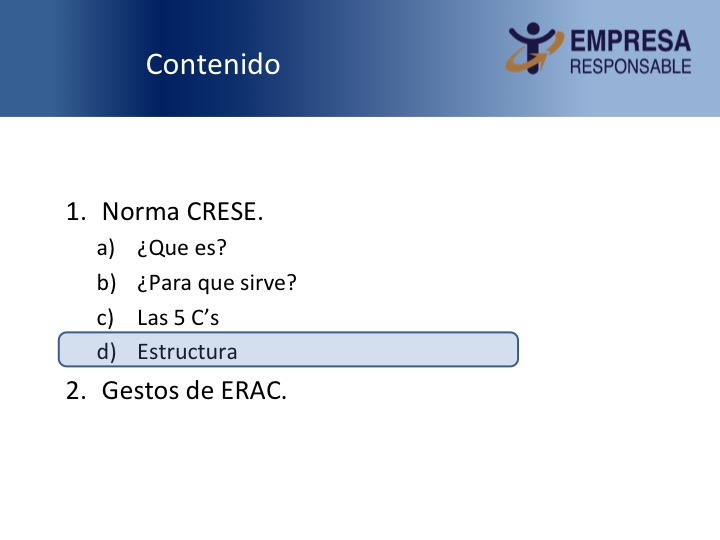 Contenido
EMPRESA
RESPONSABLE
1. Norma CRESE.
a) ¿Que es?
b) ¿Para que sirve?
c) Las 5 C’s
d) Estructura
2. Gestos de ERAC.